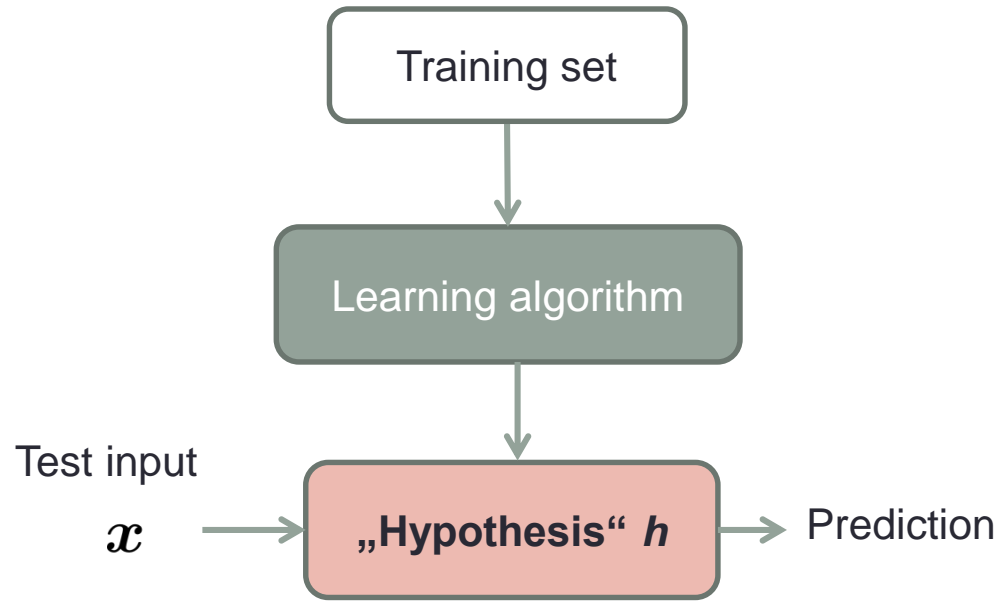 Training set
Learning algorithm
Test input
x
„Hypothesis“ h
Prediction